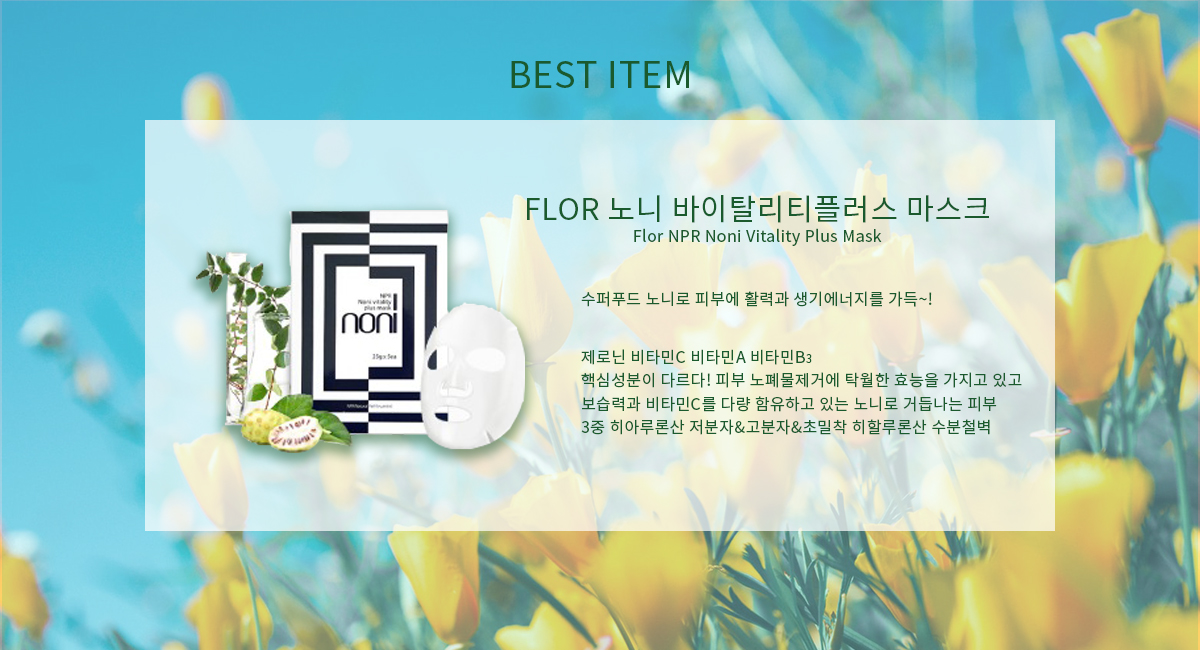 BEST ITEM
FLOR 노니 바이탈리티플러스 마스크
Flor NPR Noni Vitality Plus Mask
수퍼푸드 노니로 피부에 활력과 생기에너지를 가득~!
제로닌 비타민C 비타민A 비타민B3
핵심성분이 다르다! 피부 노폐물제거에 탁월한 효능을 가지고 있고
보습력과 비타민C를 다량 함유하고 있는 노니로 거듭나는 피부
3중 히아루론산 저분자&고분자&초밀착 히할루론산 수분철벽
NPR
Noni vitality
plus mask
noni
25g x 5ea